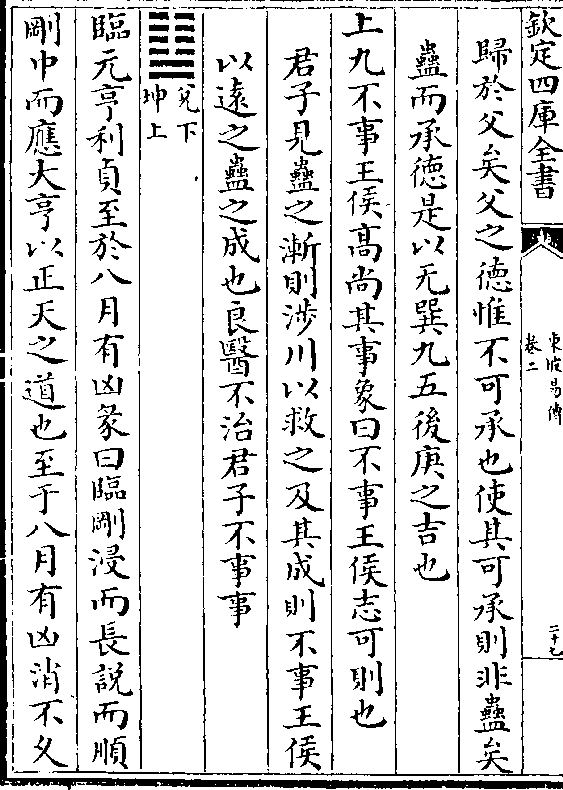 欽定四庫全書
東坡易傳
卷二
二十九
歸於父矣父之德惟不可承也使其可承則非蠱矣
蠱而承德是以无巽九五後庚之吉也
上九不事王侯髙尚其事象曰不事王侯志可則也
君子見蠱之漸則涉川以救之及其成則不事王侯
以遠之蠱之成也良醫不治君子不事事
兌下
坤上
臨元亨利貞至於八月有凶彖曰臨剛浸而長説而順
剛中而應大亨以正天之道也至于八月有凶消不久